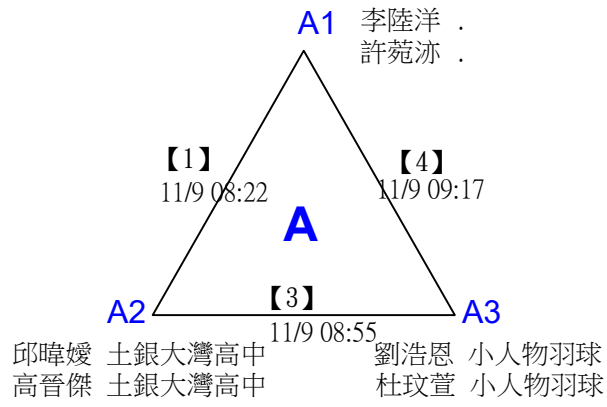 A1 李陸洋 .
許菀洂 .
【1】 【4】
11/9 08:22 11/9 09:17
A
【3】
A2 A3
11/9 08:55
邱暐嬡 土銀大灣高中 劉浩恩 小人物羽球
高晉傑 土銀大灣高中 杜玟萱 小人物羽球